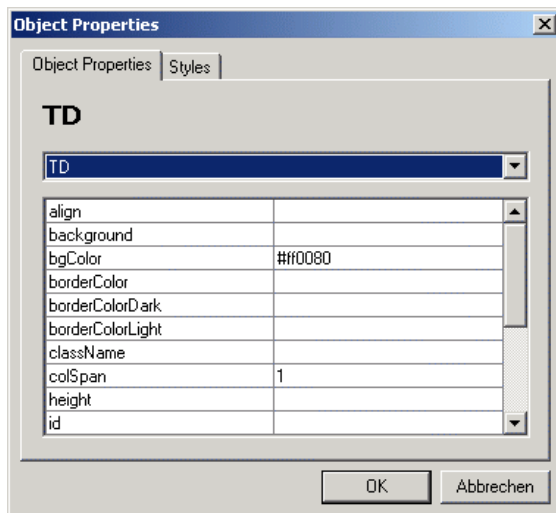 Object Properties
Object Properties Styles
TD
TD
align
background
bgColor #ff0080
borderColor
borderColorDark
borderColorLight
className
colSpan 1
height
id
OK Abbrechen